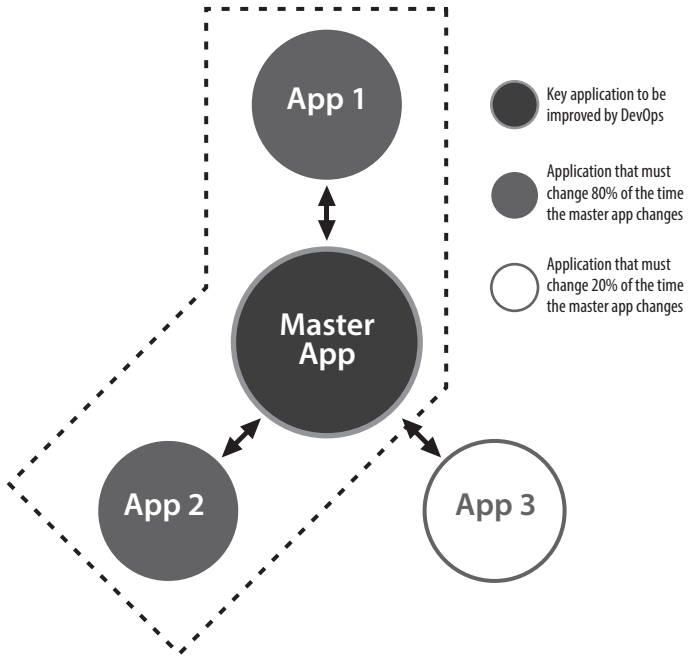 App 1
Key application to be
improved by DevOps
Application that must
change 80% of the time
the master app changes
Application that must
change 20% of the time
the master app changes
Master
App
App 2
App 3